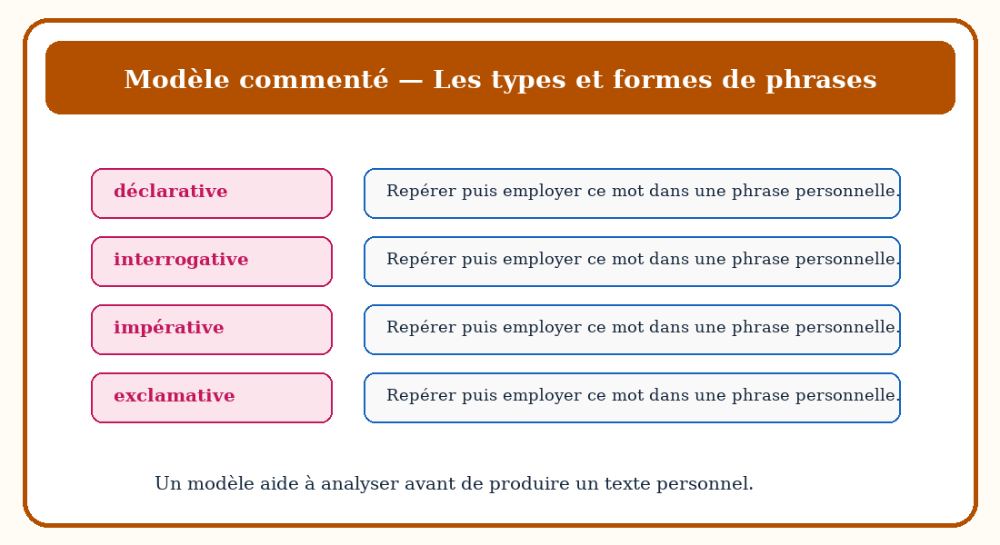 Modèle commenté — Les types et formes de phrases
déclarative
Repérer puis employer ce mot dans une phrase personnelle.
interrogative
Repérer puis employer ce mot dans une phrase personnelle.
impérative
Repérer puis employer ce mot dans une phrase personnelle.
exclamative
Repérer puis employer ce mot dans une phrase personnelle.
Un modèle aide à analyser avant de produire un texte personnel.